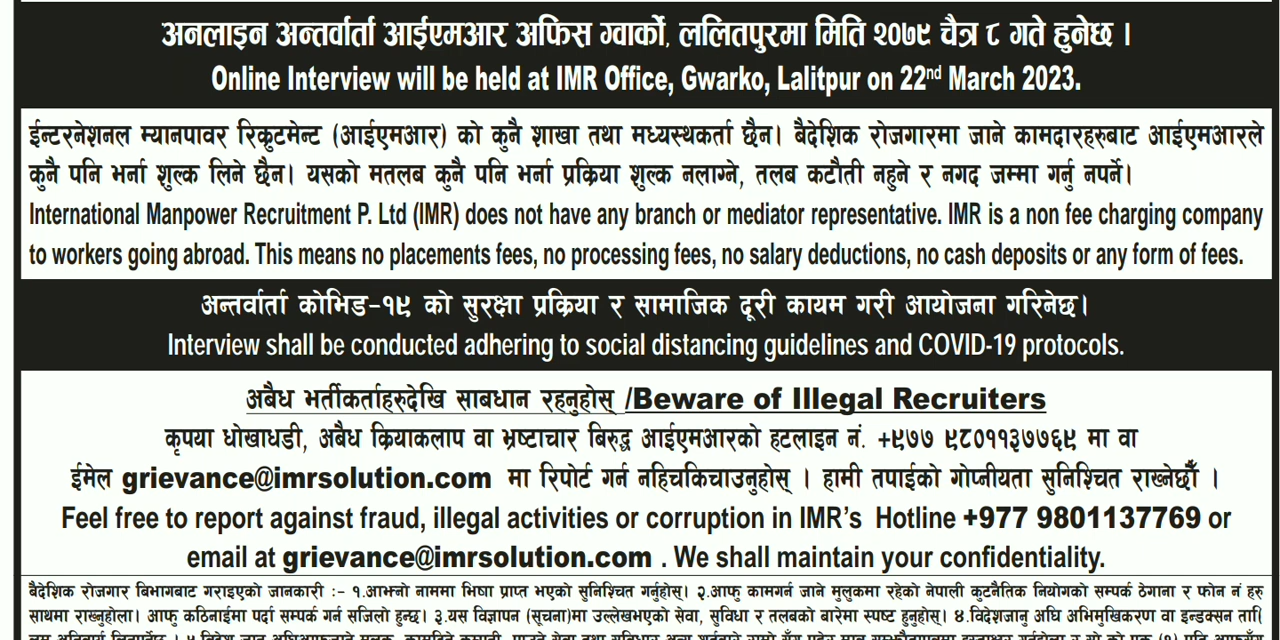 अनलाइन अन्तर्वार्ता आईएमआर अफिस ग्वार्को, ललितपुरमा मिति २०७९ चैत्र ८ गते हुनेछ ।
Online Interview will be held at IMR Office, Gwarko, Lalitpur on 22nd March 2023.
ईन्टरनेशनल म्यानपावर रिक्रुटमेन्ट (आईएमआर) को कुनै शाखा तथा मध्यस्थकर्ता छैन। बैदेशिक रोजगारमा जाने कामदारहरुबाट आईएमआरले
कुनै पनि भर्ना शुल्क लिने छैन। यसको मतलब कुनै पनि भर्ना प्रक्रिया शुल्क नलाग्ने, तलब कटौती नहुने र नगद जम्मा गर्नु नपर्ने।
International Manpower Recruitment P. Ltd (IMR) does not have any branch or mediator representative. IMR is a non fee charging company
to workers going abroad. This means no placements fees, no processing fees, no salary deductions, no cash deposits or any form of fees.
अन्तर्वार्ता कोभिड-१९ को सुरक्षा प्रक्रिया र सामाजिक दूरी कायम गरी आयोजना गरिनेछ।
Interview shall be conducted adhering to social distancing guidelines and COVID-19 protocols.
अबैध भर्तीकर्ताहरुदेखि साबधान रहनुहोस् /Beware of Illegal Recruiters
कृपया धोखाधडी, अबैध क्रियाकलाप वा भ्रष्टाचार बिरुद्ध आईएमआरको हटलाइन नं. +९७७ ९८०११३७७६९ मा वा
ईमेल grievance@imrsolution.com मा रिपोर्ट गर्न नहिचकिचाउनुहोस् । हामी तपाईको गोप्नीयता सुनिश्चित राख्नेछौँ ।
Feel free to report against fraud, illegal activities or corruption in IMR's Hotline +977 9801137769 or
email at grievance@imrsolution.com . We shall maintain your confidentiality.
बैदेशिक रोजगार बिभागबाट गराइएको जानकारी :- १.आफ्नो नाममा भिषा प्राप्त भएको सुनिश्चित गर्नुहोस्। २.आफु कामगर्न जाने मुलुकमा रहेको नेपाली कुटनैतिक नियोगको सम्पर्क ठेगाना र फोन नं हरु
साथमा राख्नुहोला। आफु कठिनाईमा पर्दा सम्पर्क गर्न सजिलो हुन्छ। ३.यस विज्ञापन (सूचना)मा उल्लेखभएको सेवा, सुविधा र तलबको बारेमा स्पष्ट हुनुहोस्। ४.विदेशजानु अघि अभिमुखिकरण वा इन्डक्सन